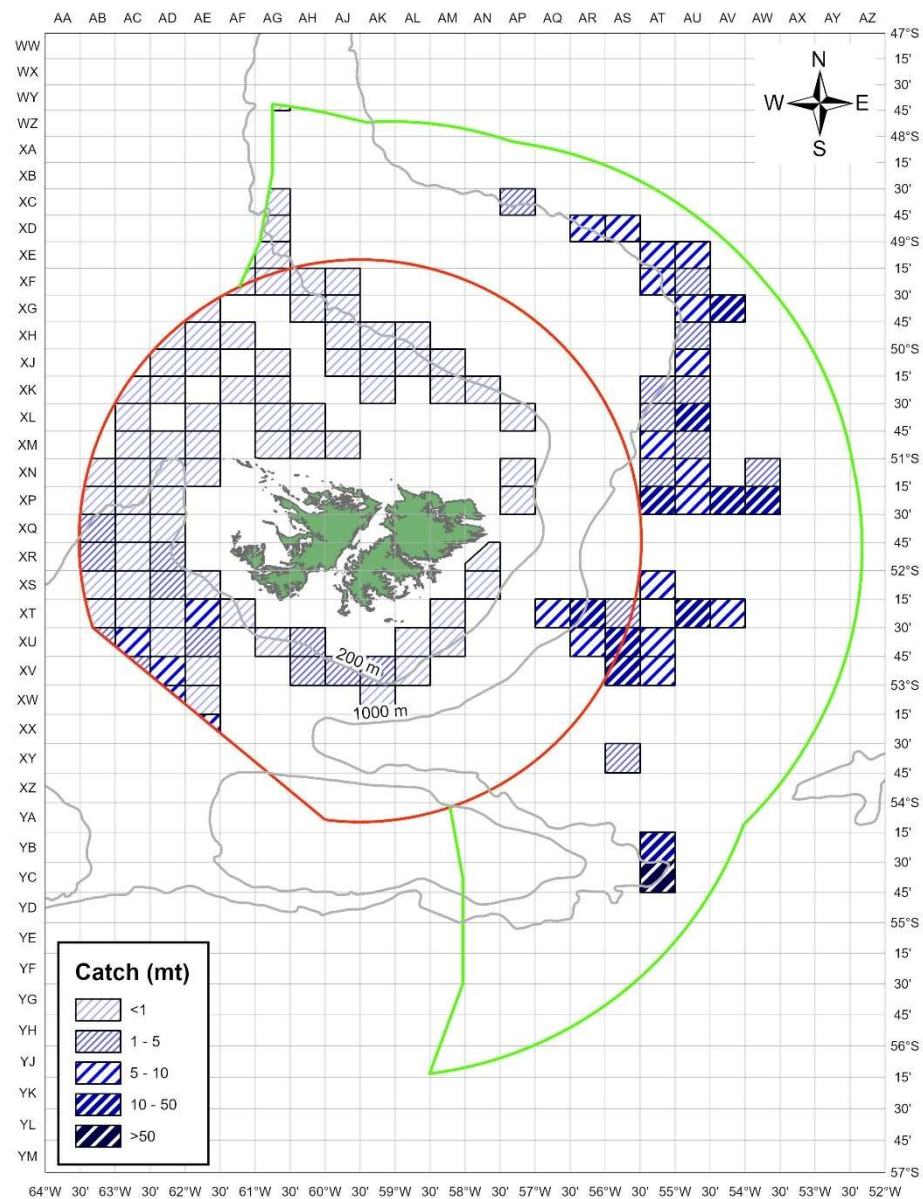 AA AB AC AD AE AF AG AH AJ AK AL AM AN AP AQ AR AS AT AU AV AW AX AY AZ
WW
WX
WY
WZ
XA
XB
XC
XD
XE
XF
XG
XH
XJ
XK
XL
XM
XN
XP
XQ
XR
XS
XT
XU
XV
XW
XX
XY
XZ
YA
YB
YC
YD
YE
YF
YG
YH
YJ
YK
YL
YM
47°S
15'
30'
45'
48°S
15'
30'
45'
49°S
15'
30'
45'
50°S
15'
30'
45'
51°S
15'
30'
45'
52°S
15'
30'
45'
53°S
15'
30'
45'
54°S
15'
30'
45'
55°S
15'
30'
45'
56°S
15'
30'
45'
57°S
N
W E
S
200 m
1000 m
Catch (mt)
<1
1 - 5
5 - 10
10 - 50
>50
64°W 30' 63°W 30' 62°W 30' 61°W 30' 60°W 30' 59°W 30' 58°W 30' 57°W 30' 56°W 30' 55°W 30' 54°W 30' 53°W 30' 52°W